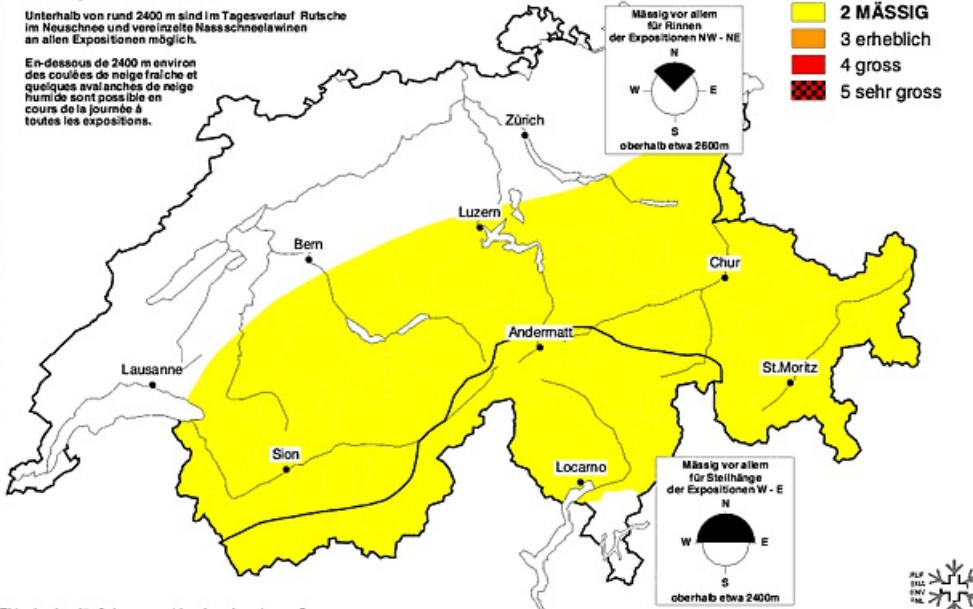 Unterhalb von rund 2400 m sind im Tagesverlauf Rutsche
im Neuschnee und vereinzelte Nassschneelawinen
an allen Expositionen möglich.
En-dessous de 2400 m environ
des coulées de neige fraîche et
quelques avalanches de neige
humide sont possible en
cours de la journée à
toutes les expositions.
Mässig vor allem
für Rinnen
der Expositionen NW - NE
N
W
E
S
oberhalb etwa 2600m
2 MÄSSIG
3 erheblich
4 gross
5 sehr gross
Zürich
Luzern
Bern
Chur
Andermatt
Lausanne
St.Moritz
Sion
Locarno
Mässig vor allem
für Steilhänge
der Expositionen W - E
N
W
E
S
oberhalb etwa 2400m